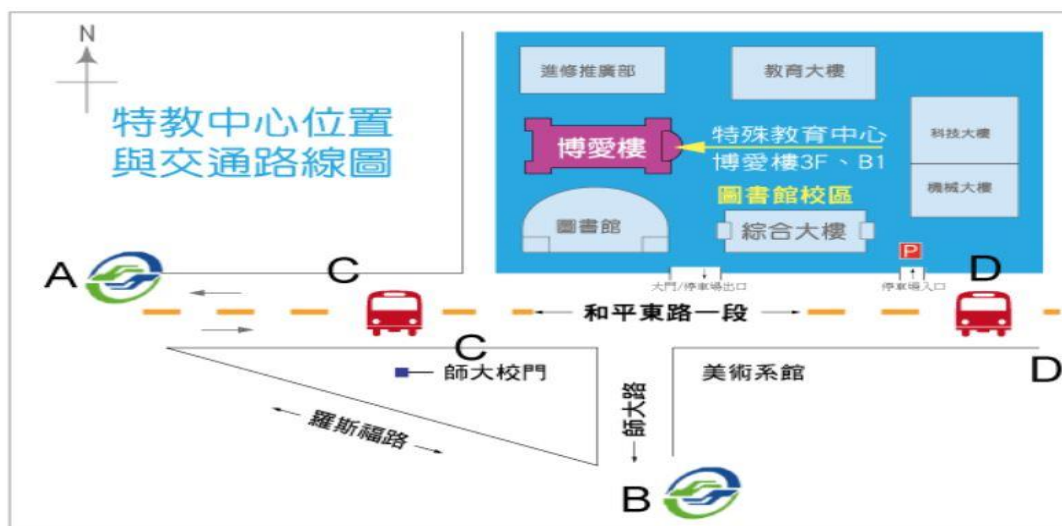 N
特教中心位置
與交通路線圖
進修推廣部
教育大樓
博愛樓
特殊教育中心
博愛樓3F、B1
科技大樓
機械大樓
圖書館校區
圖書館
綜合大樓
P
A
C
D
大門/停車場出口
停車場入口
和平東路一段
C
D
師大校門
美術系館
羅斯福路
師大路
B